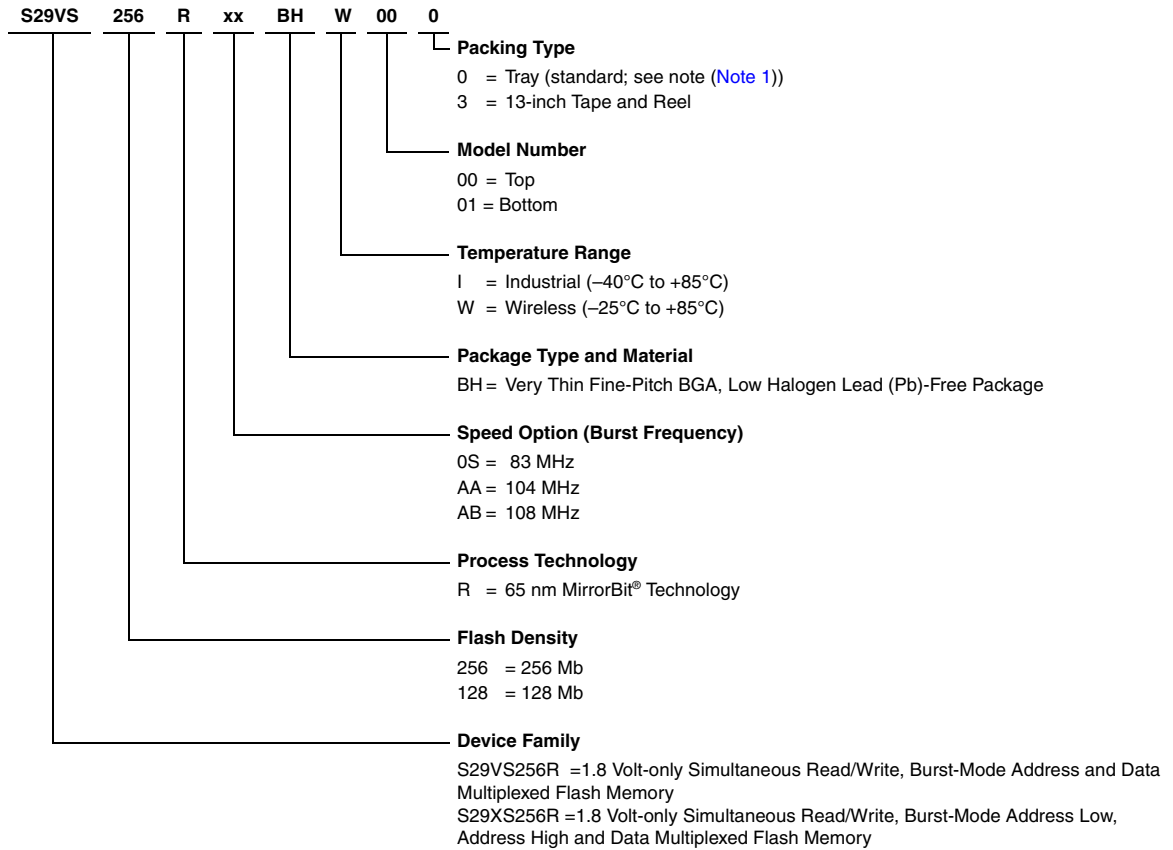 S29VS 256 R xx BH W 00 0
Packing Type
0 = Tray (standard; see note (Note 1))
3 = 13-inch Tape and Reel
Model Number
00 = Top
01 = Bottom
Temperature Range
I = Industrial (–40°C to +85°C)
W = Wireless (–25°C to +85°C)
Package Type and Material
BH = Very Thin Fine-Pitch BGA, Low Halogen Lead (Pb)-Free Package
Speed Option (Burst Frequency)
0S = 83 MHz
AA = 104 MHz
AB = 108 MHz
Process Technology
R = 65 nm MirrorBit® Technology
Flash Density
256 = 256 Mb
128 = 128 Mb
Device Family
S29VS256R =1.8 Volt-only Simultaneous Read/Write, Burst-Mode Address and Data
Multiplexed Flash Memory
S29XS256R =1.8 Volt-only Simultaneous Read/Write, Burst-Mode Address Low,
Address High and Data Multiplexed Flash Memory